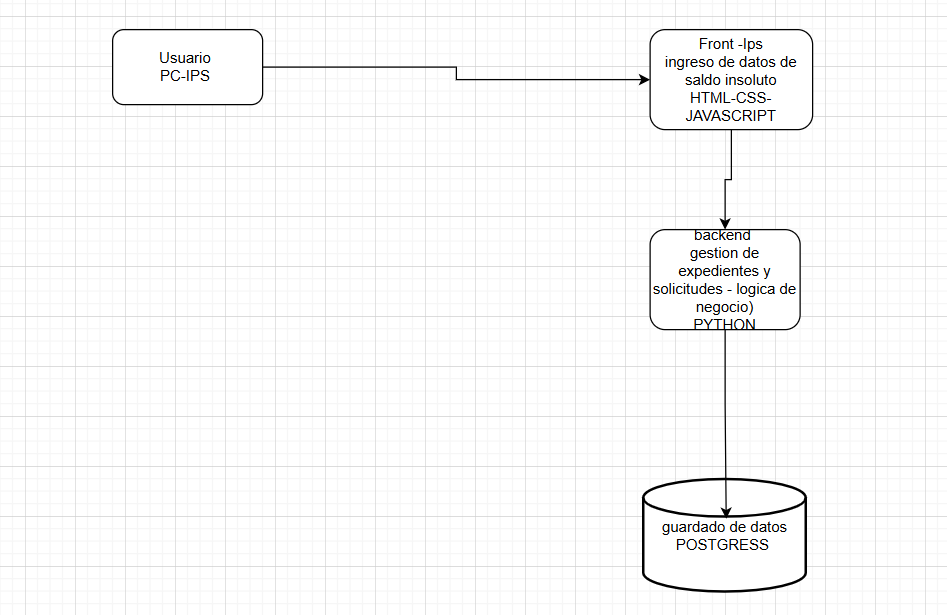 Usuario
PC-IPS
Front -Ips
ingreso de datos de
saldo insoluto
HTML-CSS-
JAVASCRIPT
backend
gestion de
expedientes y
solicitudes - logica de
negocio)
PYTHON
guardado de datos
POSTGRESS